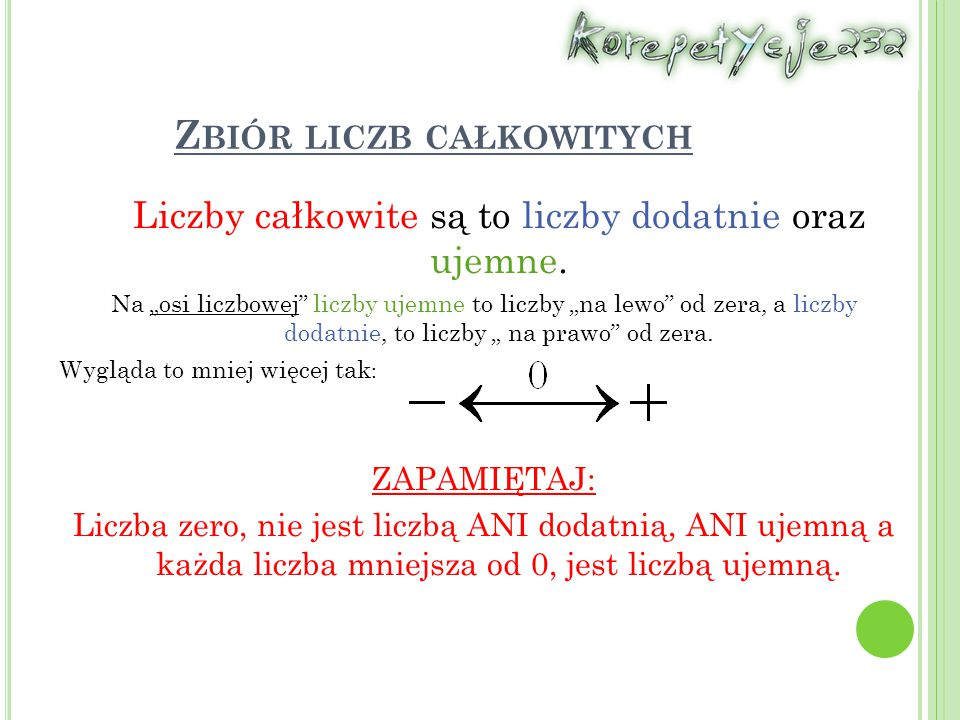 Korepetycje232
ZBIÓR LICZB CAŁKOWITYCH
Liczby całkowite są to liczby dodatnie oraz
ujemne.
Na „osi liczbowej” liczby ujemne to liczby „na lewo” od zera, a liczby
dodatnie, to liczby „ na prawo” od zera.
Wygląda to mniej więcej tak:
0
− +
ZAPAMIĘTAJ:
Liczba zero, nie jest liczbą ANI dodatnią, ANI ujemną a
każda liczba mniejsza od 0, jest liczbą ujemną.